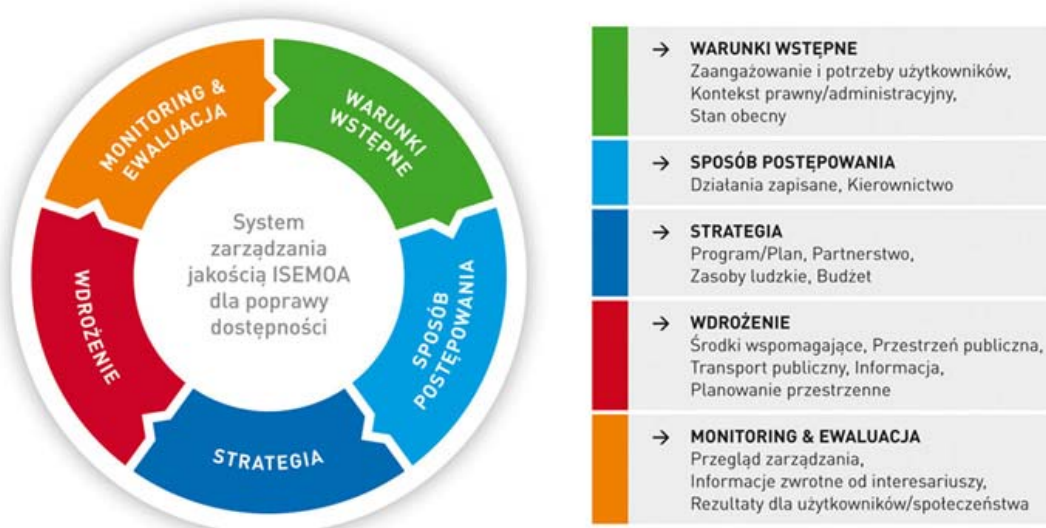 MONITORING &
EWALUACJA
WARUNKI
WSTĘPNE
SPOSÓB
POSTĘPOWANIA
STRATEGIA
WDROŻENIE
System
zarządzania
jakością ISEMOA
dla poprawy
dostępności
→ WARUNKI WSTĘPNE
Zaangażowanie i potrzeby użytkowników,
Kontekst prawny/administracyjny,
Stan obecny
→ SPOSÓB POSTĘPOWANIA
Działania zapisane, Kierownictwo
→ STRATEGIA
Program/Plan, Partnerstwo,
Zasoby ludzkie, Budżet
→ WDROŻENIE
Środki wspomagające, Przestrzeń publiczna,
Transport publiczny, Informacja,
Planowanie przestrzenne
→ MONITORING & EWALUACJA
Przegląd zarządzania,
Informacje zwrotne od interesariuszy,
Rezultaty dla użytkowników/społeczeństwa